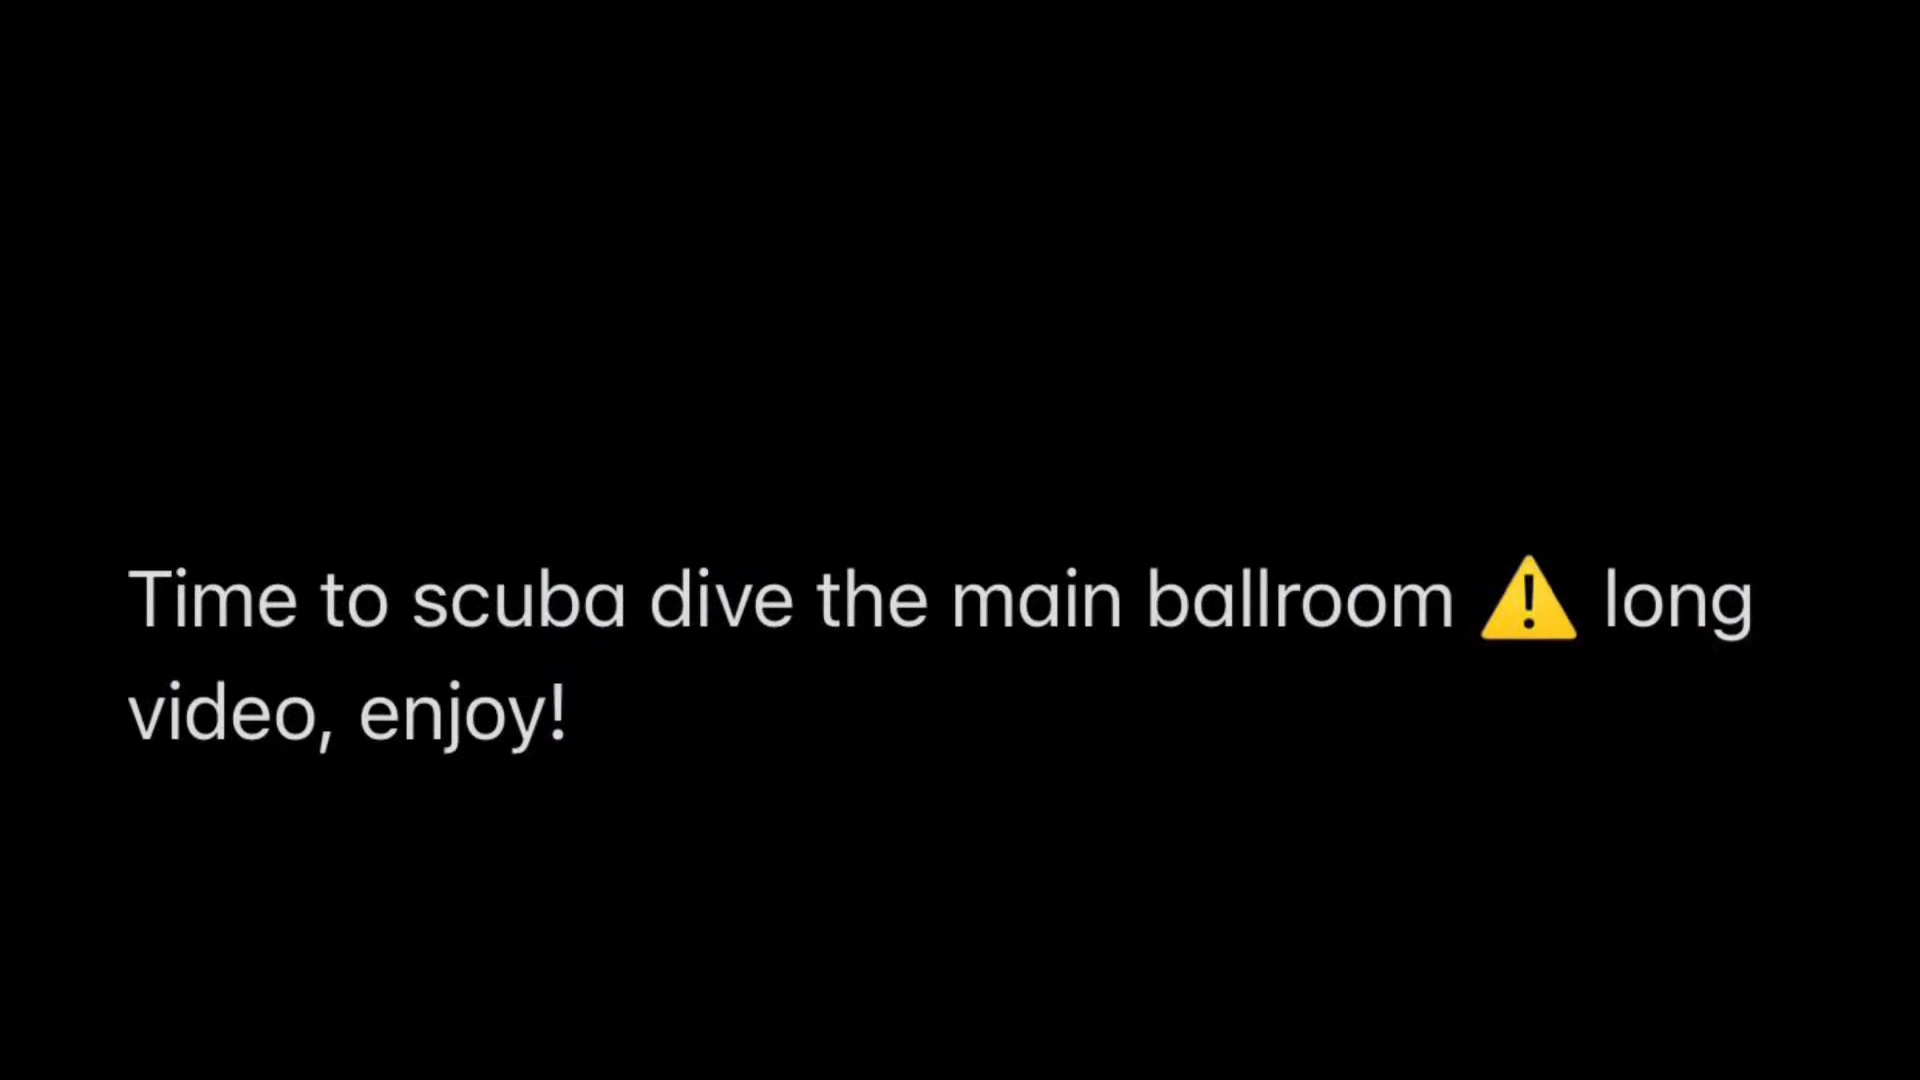 Time to scuba dive the main ballroom ⚠️ long
video, enjoy!